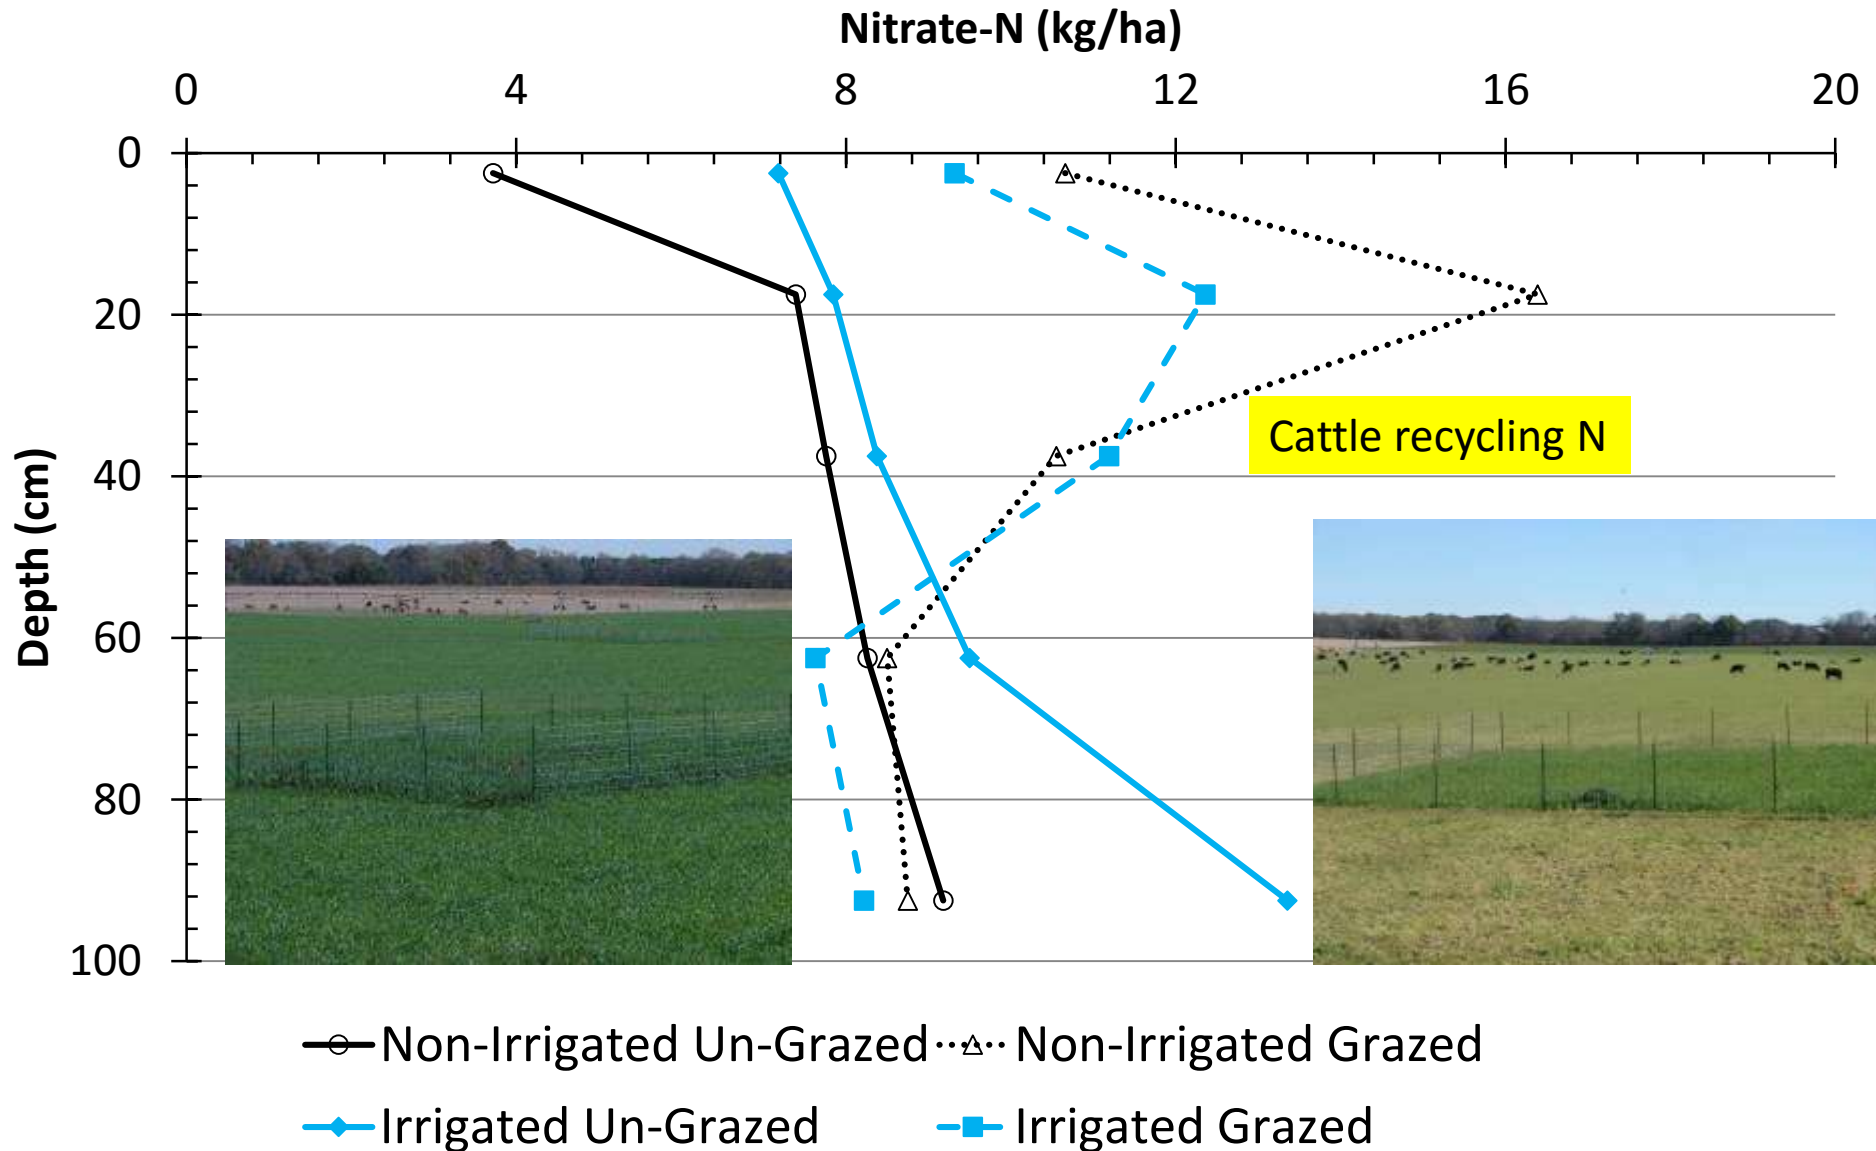 Nitrate-N (kg/ha)
0 4 8 12 16 20
0
20
40
60
80
100
Depth (cm)
Cattle recycling N
Non-Irrigated Un-Grazed Non-Irrigated Grazed
Irrigated Un-Grazed Irrigated Grazed